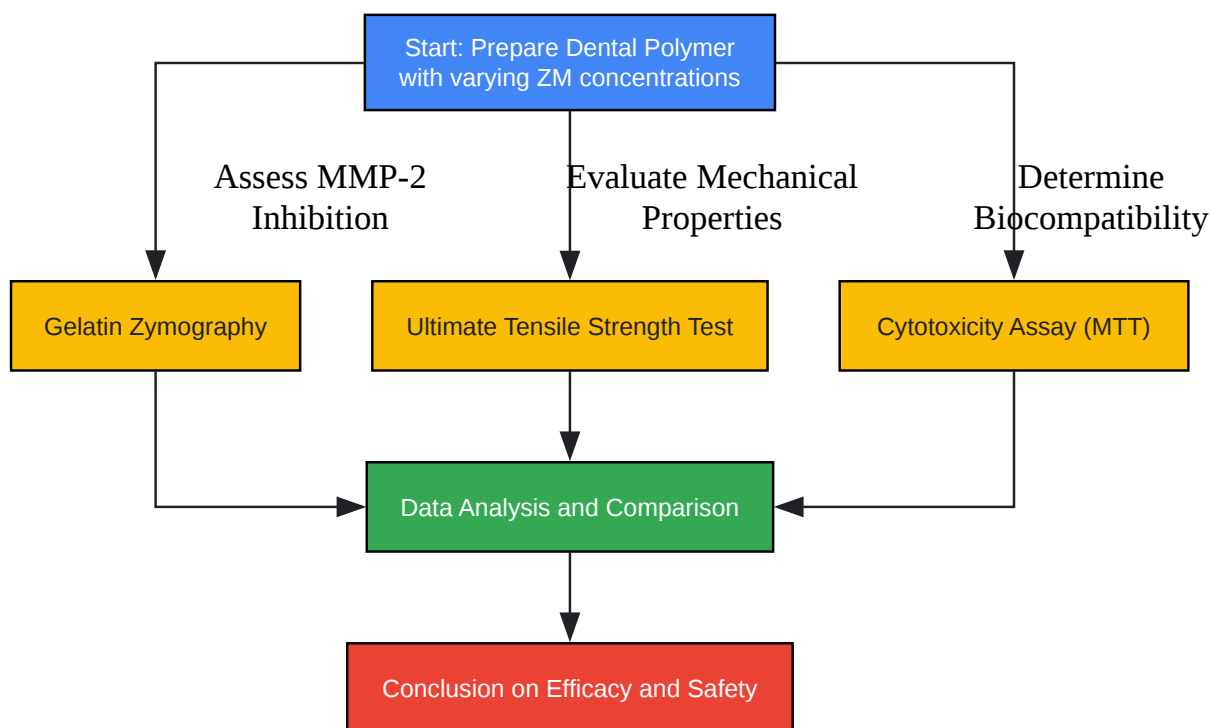 Start: Prepare Dental Polymer
with varying ZM concentrations
Assess MMP-2
Inhibition
Evaluate Mechanical
Properties
Determine
Biocompatibility
Gelatin Zymography
Ultimate Tensile Strength Test
Cytotoxicity Assay (MTT)
Data Analysis and Comparison
Conclusion on Efficacy and Safety